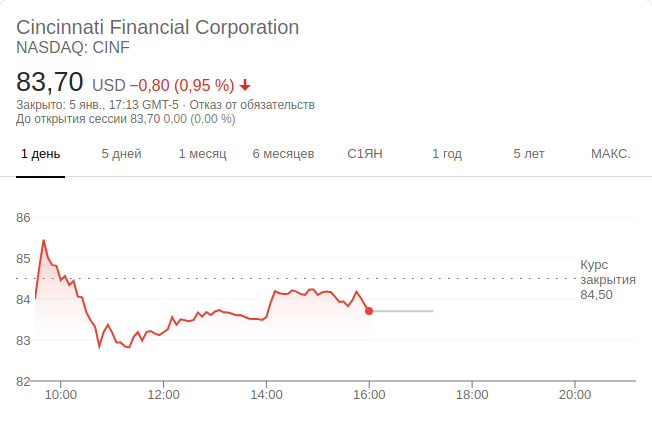 Cincinnati Financial Corporation
NASDAQ: CINF
83,70 USD −0,80 (0,95 %)
Закрыто: 5 янв., 17:13 GMT-5 · Отказ от обязательств
До открытия сессии 83,70 0,00 (0,00 %)
1 день 5 дней 1 месяц 6 месяцев С1ЯН 1 год 5 лет МАКС.
86
85
Курс
закрытия
84,50
84
83
82
10:00 12:00 14:00 16:00 18:00 20:00